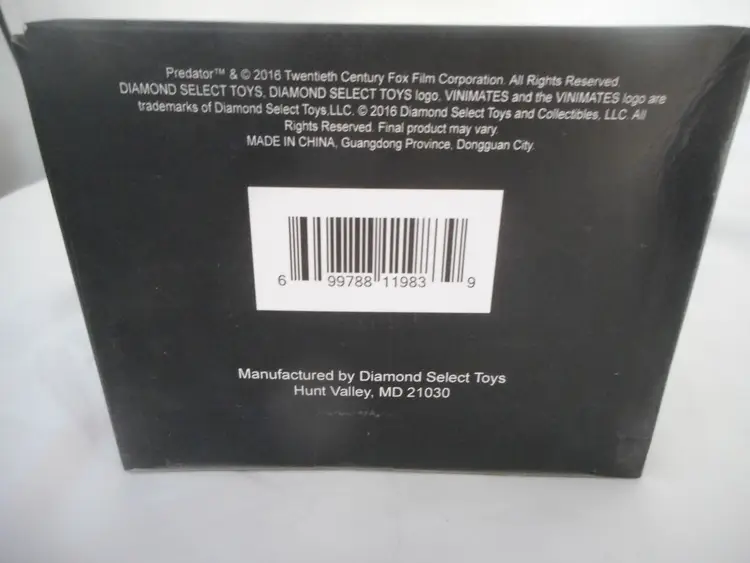 Predator™ & © 2016 Twentieth Century Fox Film Corporation. All Rights Reserved.
DIAMOND SELECT TOYS, DIAMOND SELECT TOYS logo, VINIMATES and the VINIMATES logo are
trademarks of Diamond Select Toys,LLC. © 2016 Diamond Select Toys and Collectibles, LLC. All
Rights Reserved. Final product may vary.
MADE IN CHINA, Guangdong Province, Dongguan City.
6 99788 11983 9
Manufactured by Diamond Select Toys
Hunt Valley, MD 21030